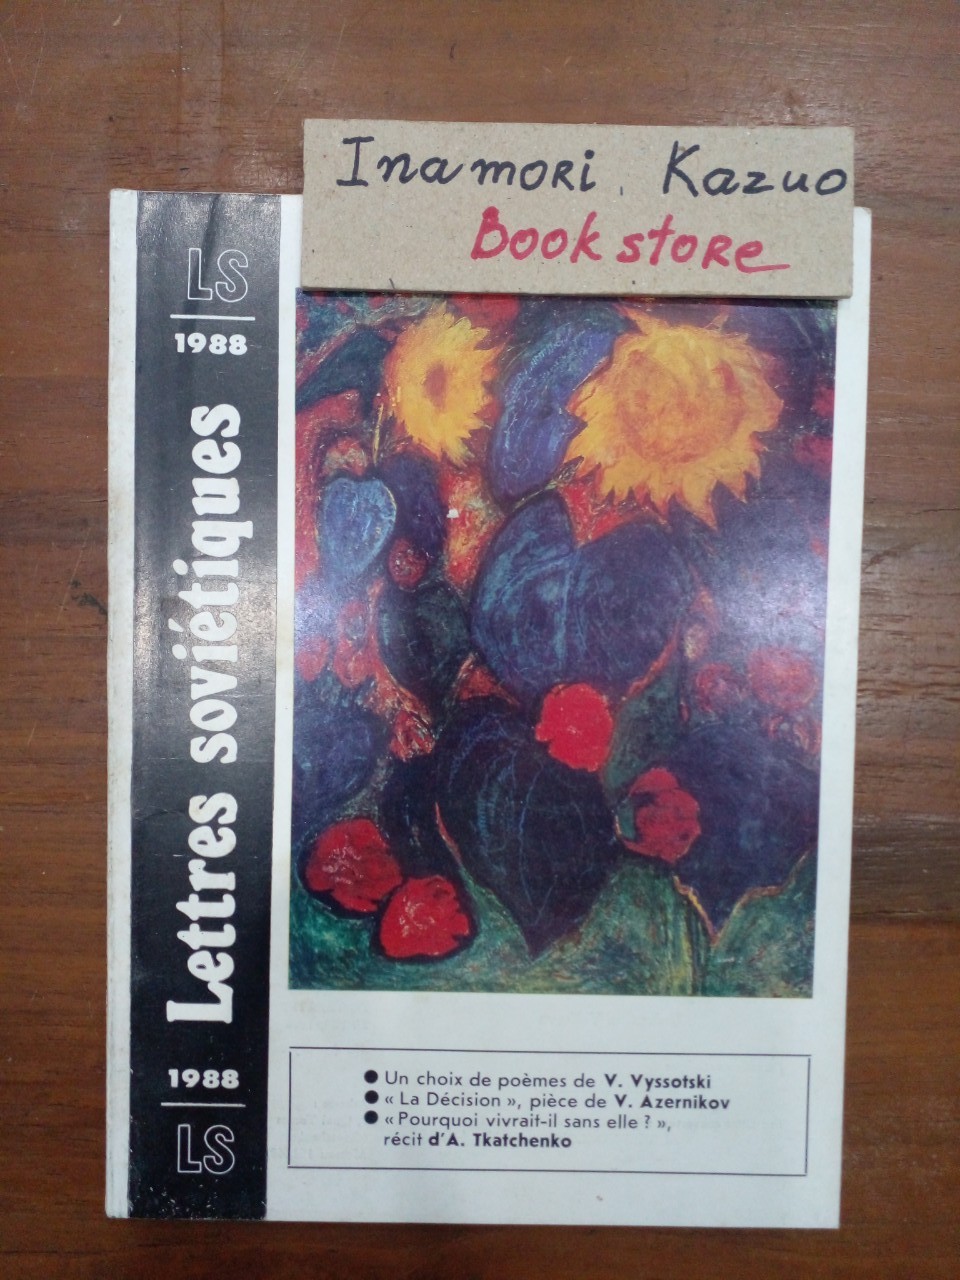 Inamori. Kazuo
Book store
LS
1988
Lettres soviétiques
1988
LS
● Un choix de poèmes de V. Vyssotski
● « La Décision », pièce de V. Azernikov
● « Pourquoi vivrait-il sans elle ? »,
récit d'A. Tkatchenko